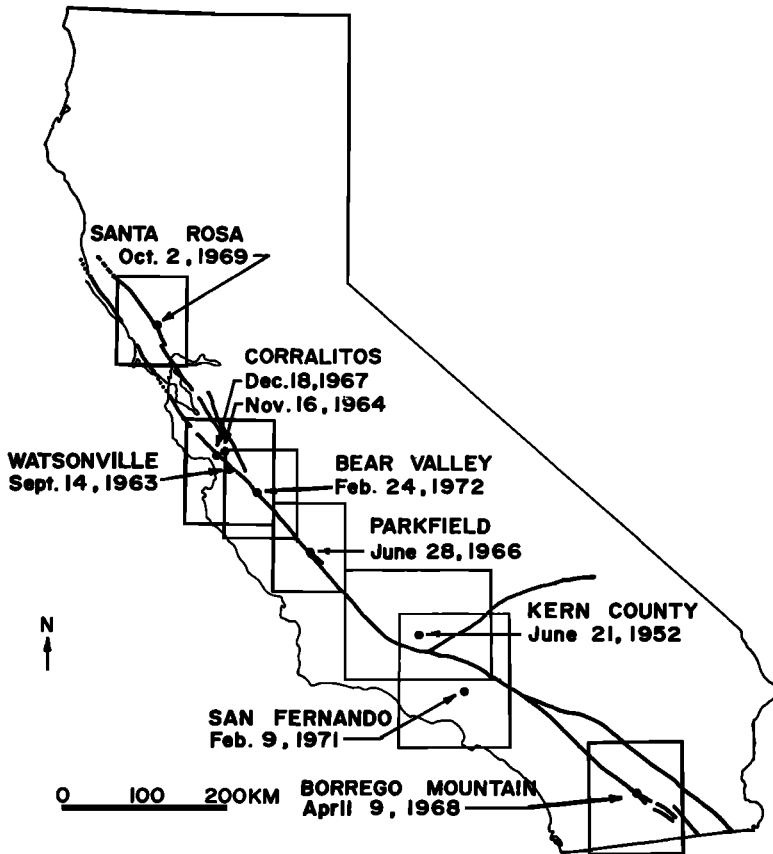 SANTA ROSA
Oct. 2, 1969
CORRALITOS
Dec. 18, 1967
Nov. 16, 1964
WATSONVILLE
Sept. 14, 1963
BEAR VALLEY
Feb. 24, 1972
PARKFIELD
June 28, 1966
N
KERN COUNTY
June 21, 1952
SAN FERNANDO
Feb. 9, 1971
0 100 200KM
BORREGO MOUNTAIN
April 9, 1968